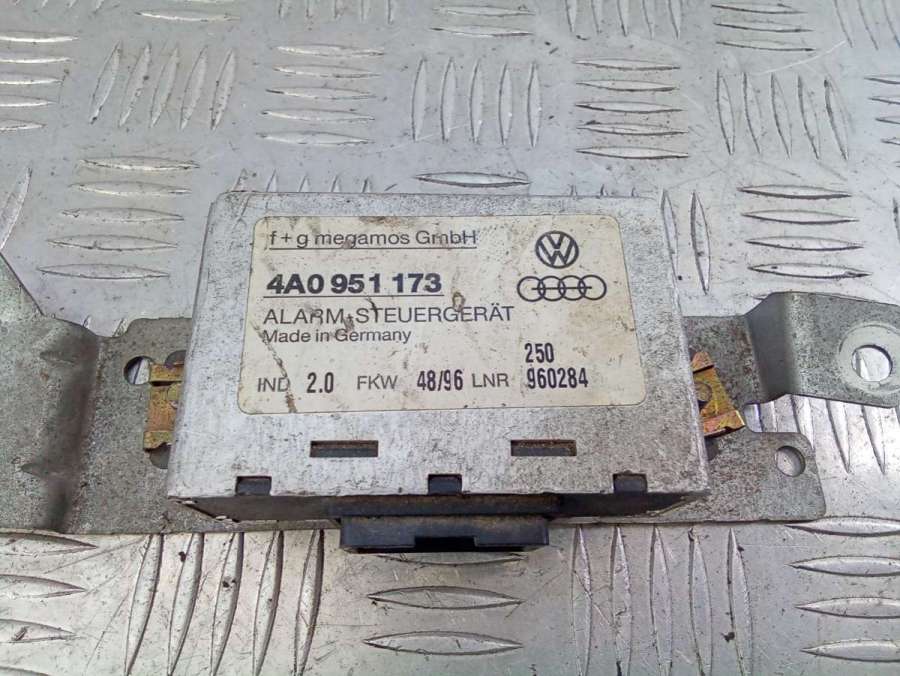 f+g megamos GmbH
4A0 951 173
ALARM-STEUERGERÄT
Made in Germany
250
IND 2.0 FKW 48/96 LNR 960284